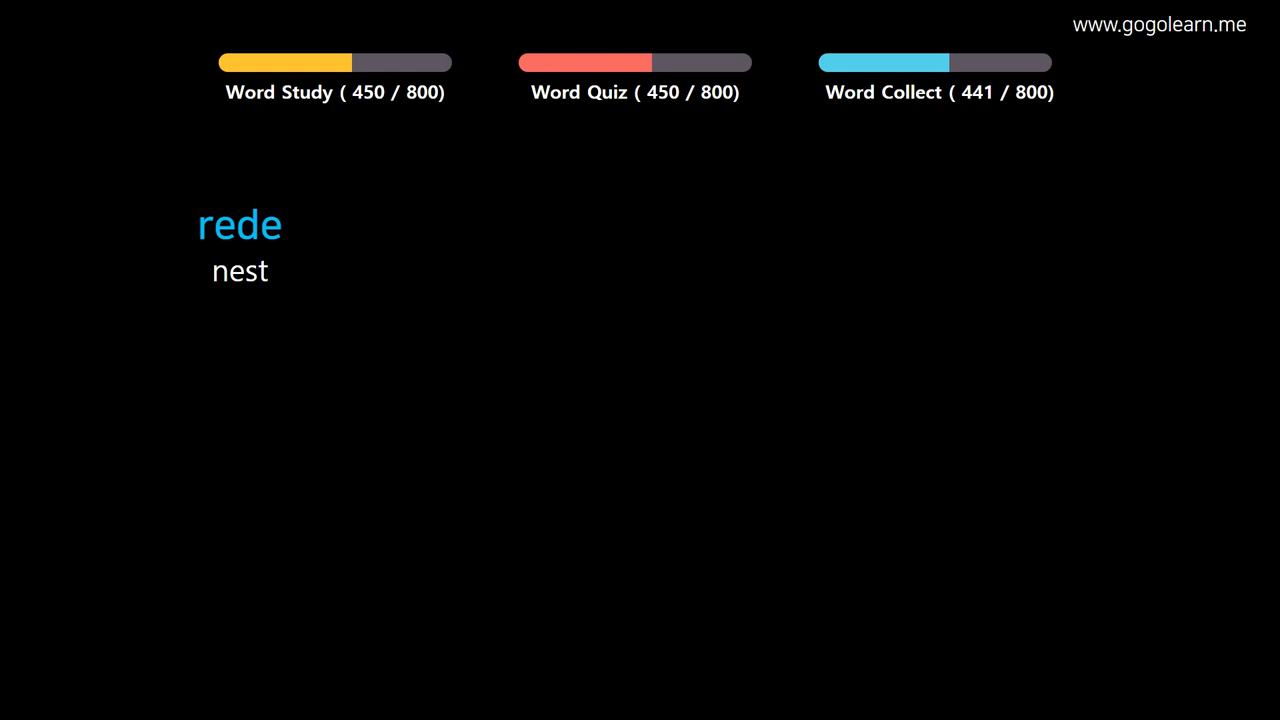 www.gogolearn.me
Word Study ( 450 / 800)
Word Quiz ( 450 / 800)
Word Collect ( 441 / 800)
rede
nest